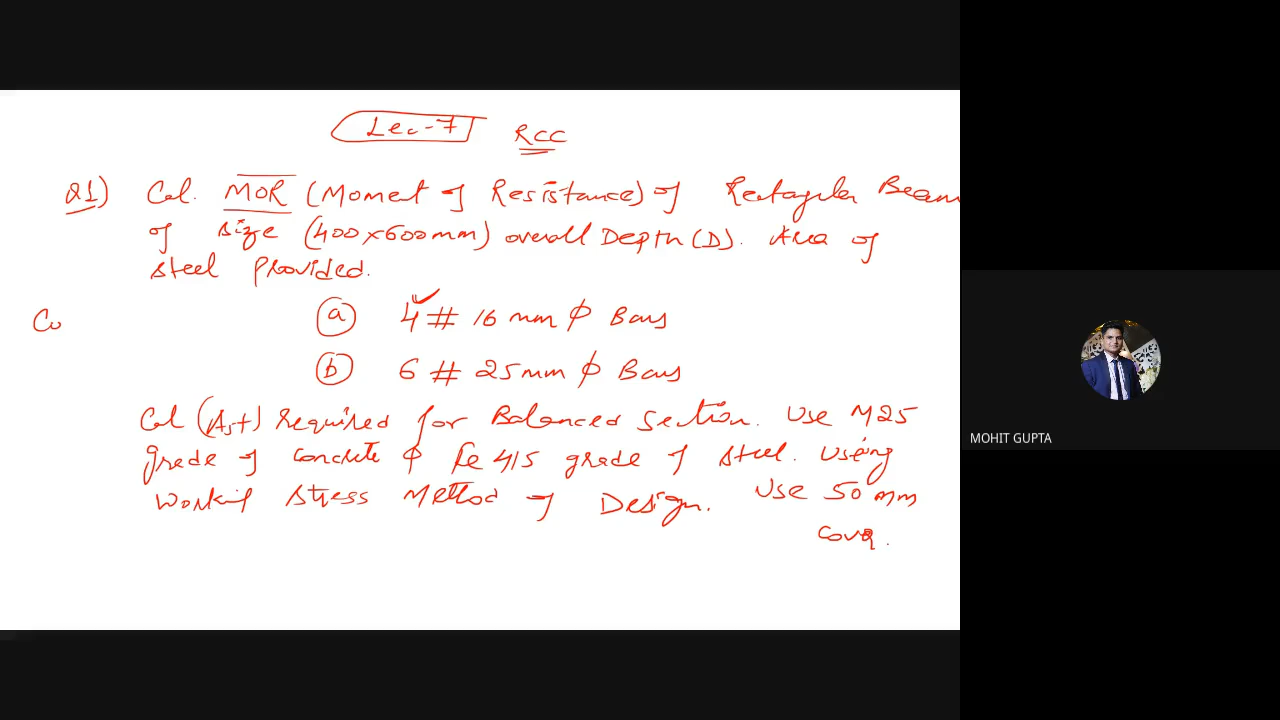 Lec-7 RCC
Q1) Cal. MOR (Moment of Resistance) of Rectangular Beam
of size (400x600mm) overall Depth (D). Area of
steel Provided.
Co (a) 4 # 16 mm ϕ Bars
(b) 6 # 25mm ϕ Bars
Cal (Ast) required for Balanced section. Use M25
grade of concrete & fe 415 grade of steel. Using
Working stress Method of Design. Use 50 mm
cover.
MOHIT GUPTA